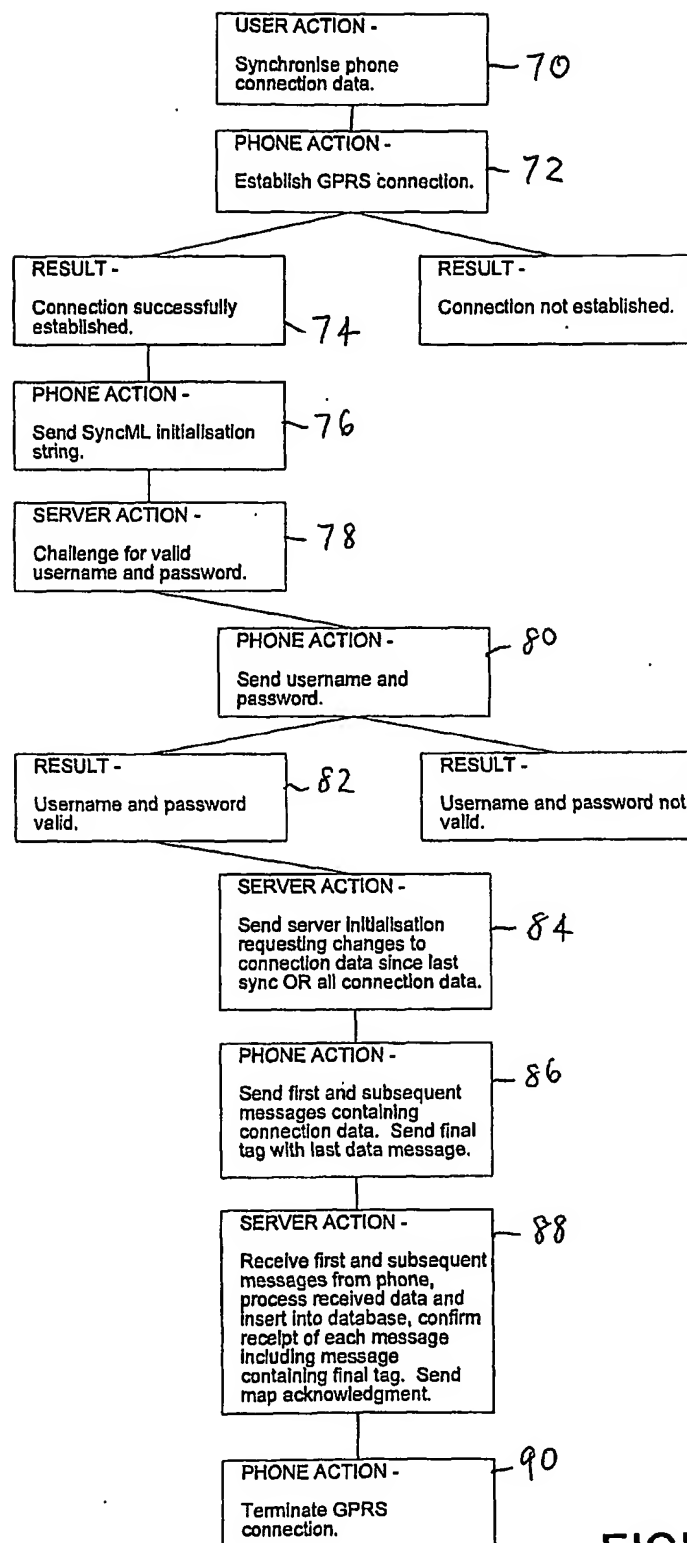 USER ACTION -
Synchronise phone
connection data.
70
PHONE ACTION -
Establish GPRS connection.
72
RESULT -
Connection successfully
established.
74
RESULT -
Connection not established.
PHONE ACTION -
Send SyncML initialisation
string.
76
SERVER ACTION -
Challenge for valid
username and password.
78
PHONE ACTION -
Send username and
password.
80
RESULT -
Username and password
valid.
82
RESULT -
Username and password not
valid.
SERVER ACTION -
Send server initialisation
requesting changes to
connection data since last
sync OR all connection data.
84
PHONE ACTION -
Send first and subsequent
messages containing
connection data. Send final
tag with last data message.
86
SERVER ACTION -
Receive first and subsequent
messages from phone,
process received data and
insert into database, confirm
receipt of each message
including message
containing final tag. Send
map acknowledgment.
88
PHONE ACTION -
Terminate GPRS
connection.
90